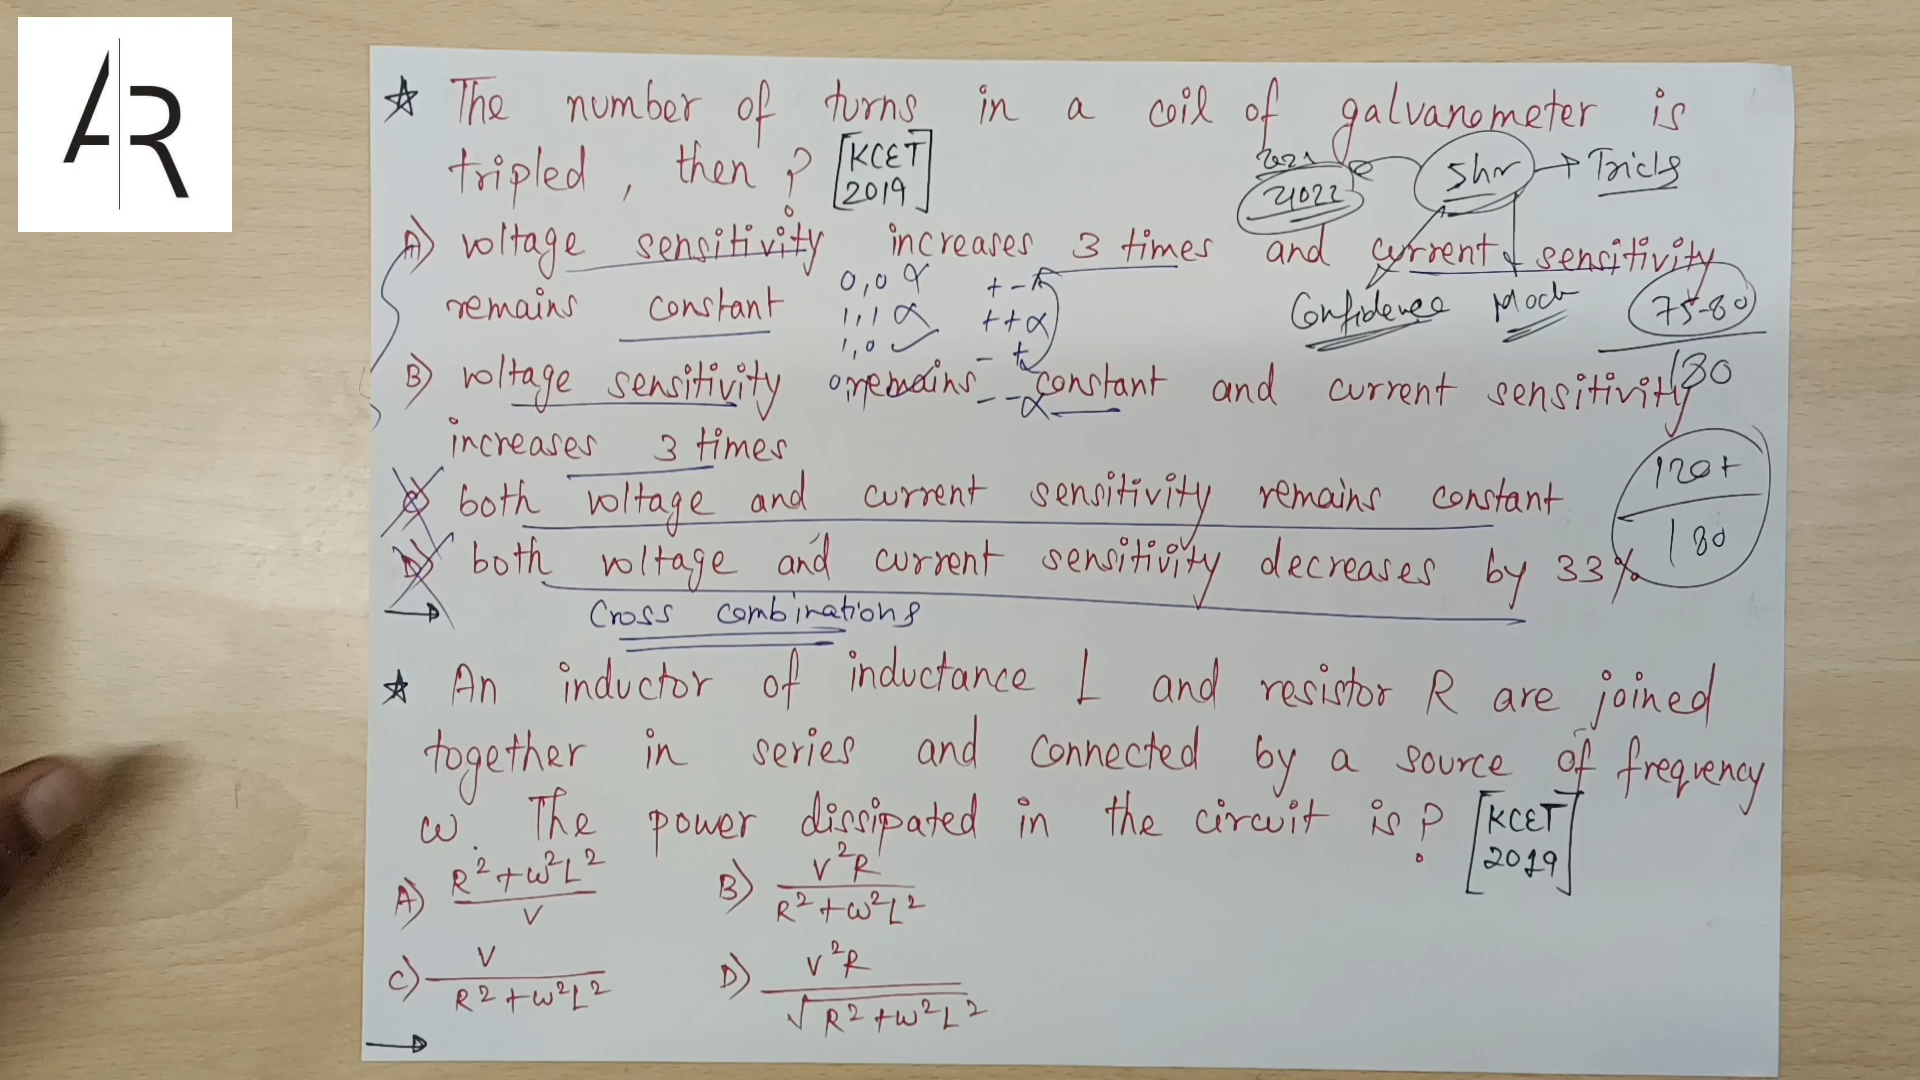 AR
☆ The number of turns in a coil of galvanometer is
tripled, then? [KCET 2019]
2021
2022
5hr → Tricks
A) voltage sensitivity increases 3 times and current sensitivity
remains constant
0,0
1,1
1,0
+ -
+ +
- +
- -
Confidence Mock
75-80
180
B) voltage sensitivity remains constant and current sensitivity
increases 3 times
120+
180
C) both voltage and current sensitivity remains constant
D) both voltage and current sensitivity decreases by 33%
→ Cross combinations
☆ An inductor of inductance L and resistor R are joined
together in series and connected by a source of frequency
ω. The power dissipated in the circuit is? [KCET 2019]
A) R²+ω²L² / V B) V²R / R²+ω²L²
C) V / R²+ω²L² D) V²R / √R²+ω²L²
→